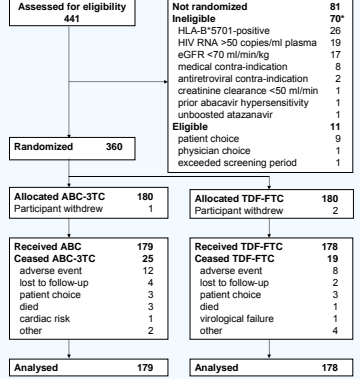 Assessed for eligibility
441
Not randomized 81
Ineligible 70*
HLA-B*5701-positive 26
HIV RNA >50 copies/ml plasma 19
eGFR <70 ml/min/kg 17
medical contra-indication 8
antiretroviral contra-indication 2
creatinine clearance <50 ml/min 1
prior abacavir hypersensitivity 1
unboosted atazanavir 1
Eligible 11
patient choice 9
physician choice 1
exceeded screening period 1
Randomized 360
Allocated ABC-3TC 180
Participant withdrew 1
Allocated TDF-FTC 180
Participant withdrew 2
Received ABC 179
Ceased ABC-3TC 25
adverse event 12
lost to follow-up 4
patient choice 3
died 3
cardiac risk 1
other 2
Received TDF-FTC 178
Ceased TDF-FTC 19
adverse event 8
lost to follow-up 2
patient choice 3
died 1
virological failure 1
other 4
Analysed 179
Analysed 178